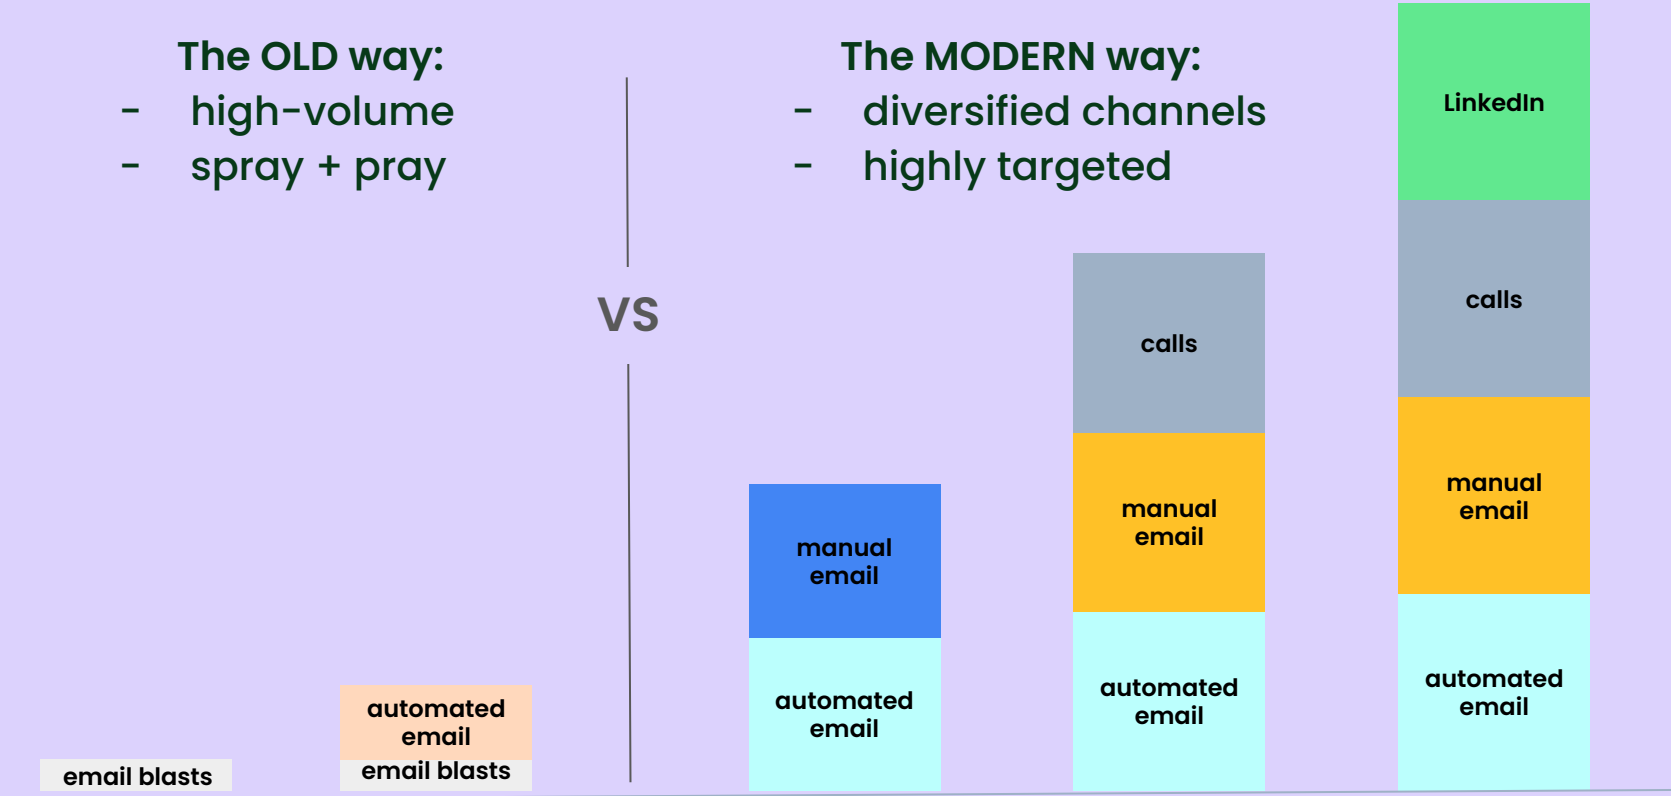 The OLD way:
- high-volume
- spray + pray
VS
The MODERN way:
- diversified channels
- highly targeted
email blasts
automated
email
email blasts
manual
email
automated
email
calls
manual
email
automated
email
LinkedIn
calls
manual
email
automated
email